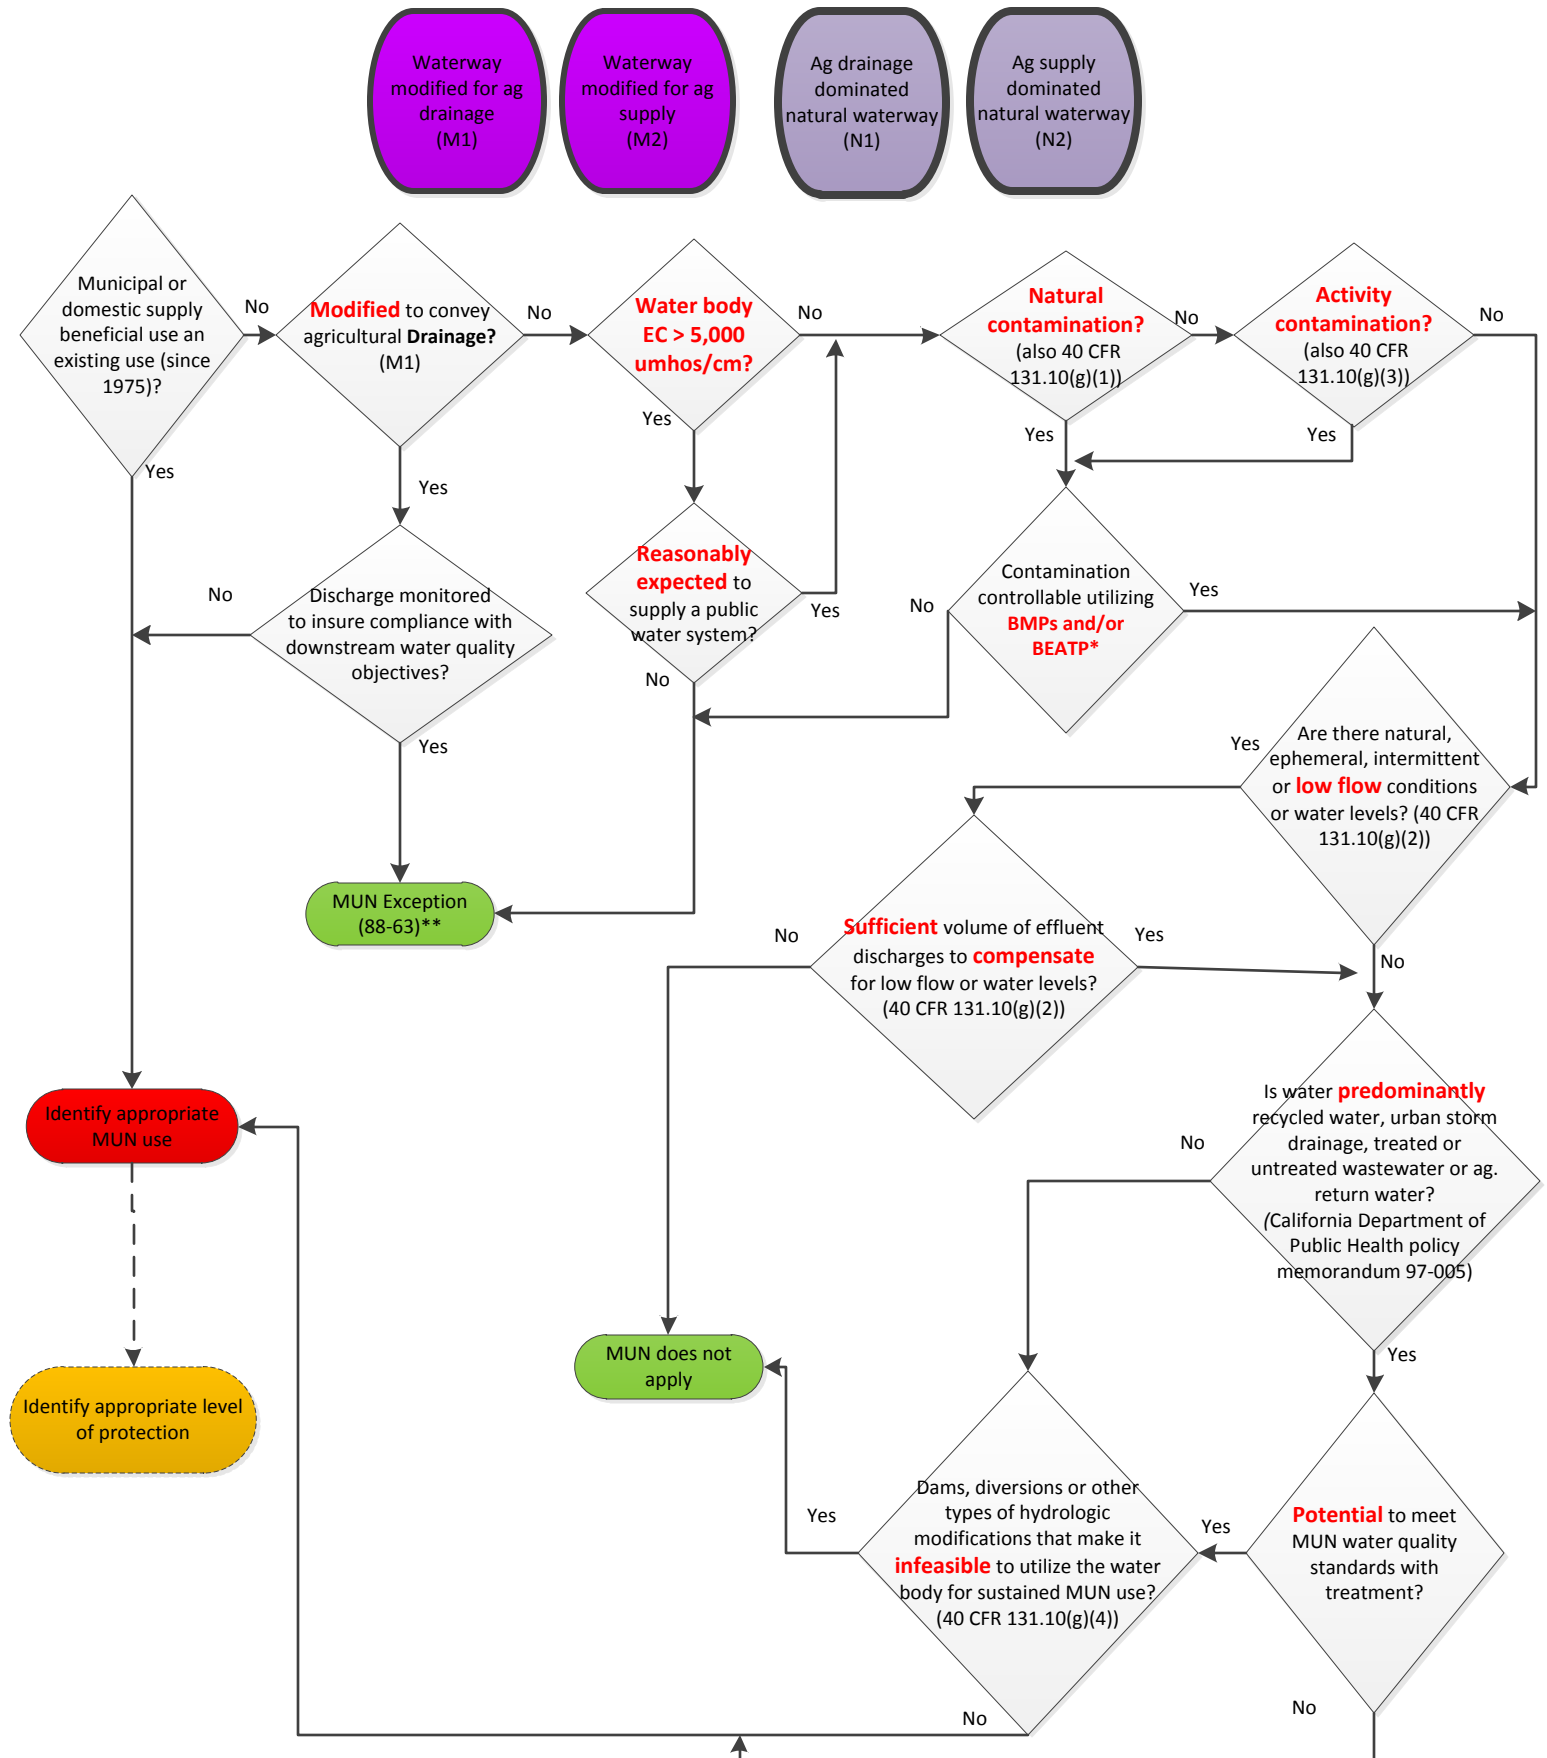 Waterway
modified for ag
drainage
(M1)
Waterway
modified for ag
supply
(M2)
Ag drainage
dominated
natural waterway
(N1)
Ag supply
dominated
natural waterway
(N2)
Municipal or
domestic supply
beneficial use an
existing use (since
1975)?
No
Yes
Modified to convey
agricultural Drainage?
(M1)
No
Yes
Water body
EC > 5,000
umhos/cm?
No
Yes
Natural
contamination?
(also 40 CFR
131.10(g)(1))
No
Yes
Activity
contamination?
(also 40 CFR
131.10(g)(3))
No
Yes
Discharge monitored
to insure compliance with
downstream water quality
objectives?
No
Yes
Reasonably
expected to
supply a public
water system?
Yes
No
Contamination
controllable utilizing
BMPs and/or
BEATP*
No
Yes
Are there natural,
ephemeral, intermittent
or low flow conditions
or water levels? (40 CFR
131.10(g)(2))
Yes
No
MUN Exception
(88-63)**
Sufficient volume of effluent
discharges to compensate
for low flow or water levels?
(40 CFR 131.10(g)(2))
No
Yes
Identify appropriate
MUN use
Is water predominantly
recycled water, urban storm
drainage, treated or
untreated wastewater or ag.
return water?
(California Department of
Public Health policy
memorandum 97-005)
No
Yes
MUN does not
apply
Identify appropriate level
of protection
Dams, diversions or other
types of hydrologic
modifications that make it
infeasible to utilize the water
body for sustained MUN use?
(40 CFR 131.10(g)(4))
Yes
No
Potential to meet
MUN water quality
standards with
treatment?
Yes
No